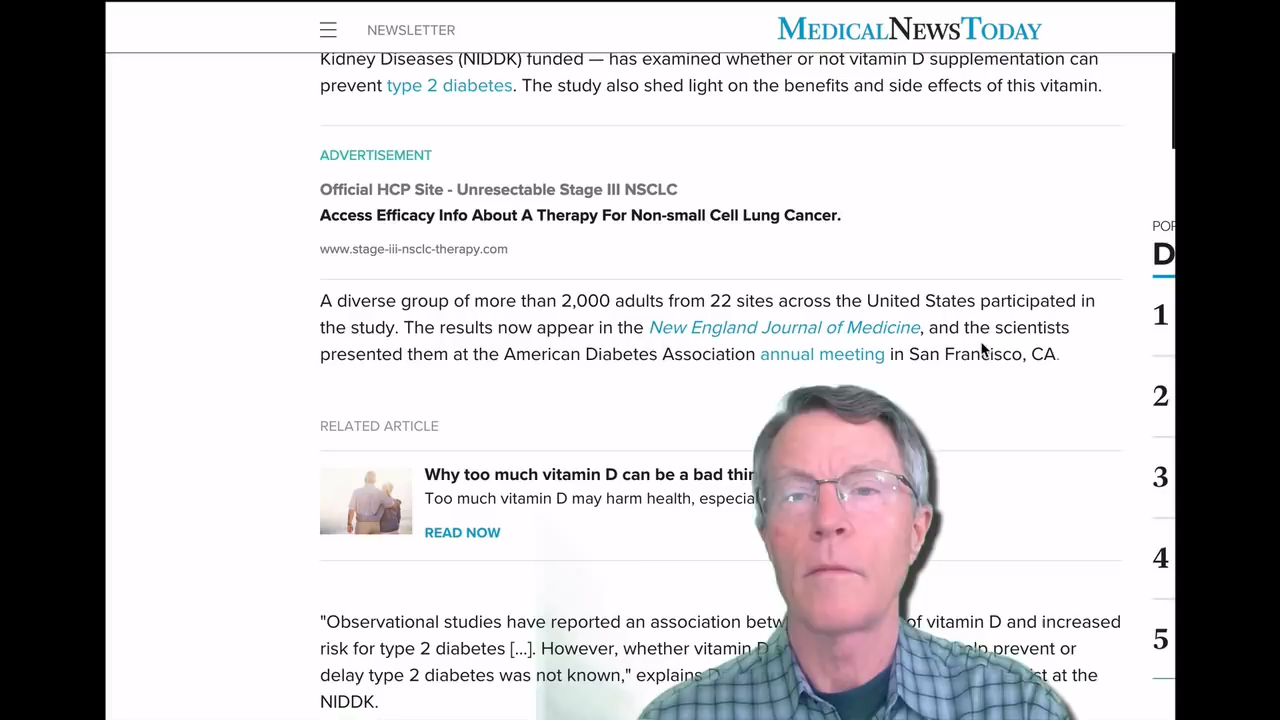 NEWSLETTER
MEDICALNEWSTODAY
Kidney Diseases (NIDDK) funded — has examined whether or not vitamin D supplementation can
prevent type 2 diabetes. The study also shed light on the benefits and side effects of this vitamin.
ADVERTISEMENT
Official HCP Site - Unresectable Stage III NSCLC
Access Efficacy Info About A Therapy For Non-small Cell Lung Cancer.
www.stage-iii-nsclc-therapy.com
A diverse group of more than 2,000 adults from 22 sites across the United States participated in
the study. The results now appear in the New England Journal of Medicine, and the scientists
presented them at the American Diabetes Association annual meeting in San Francisco, CA.
RELATED ARTICLE
Why too much vitamin D can be a bad
Too much vitamin D may harm health,
READ NOW
"Observational studies have reported an association of vitamin D and increased
risk for type 2 diabetes [...]. However, whether vitamin D prevent or
delay type 2 diabetes was not known," explains at the
NIDDK.
D
1
2
3
4
5